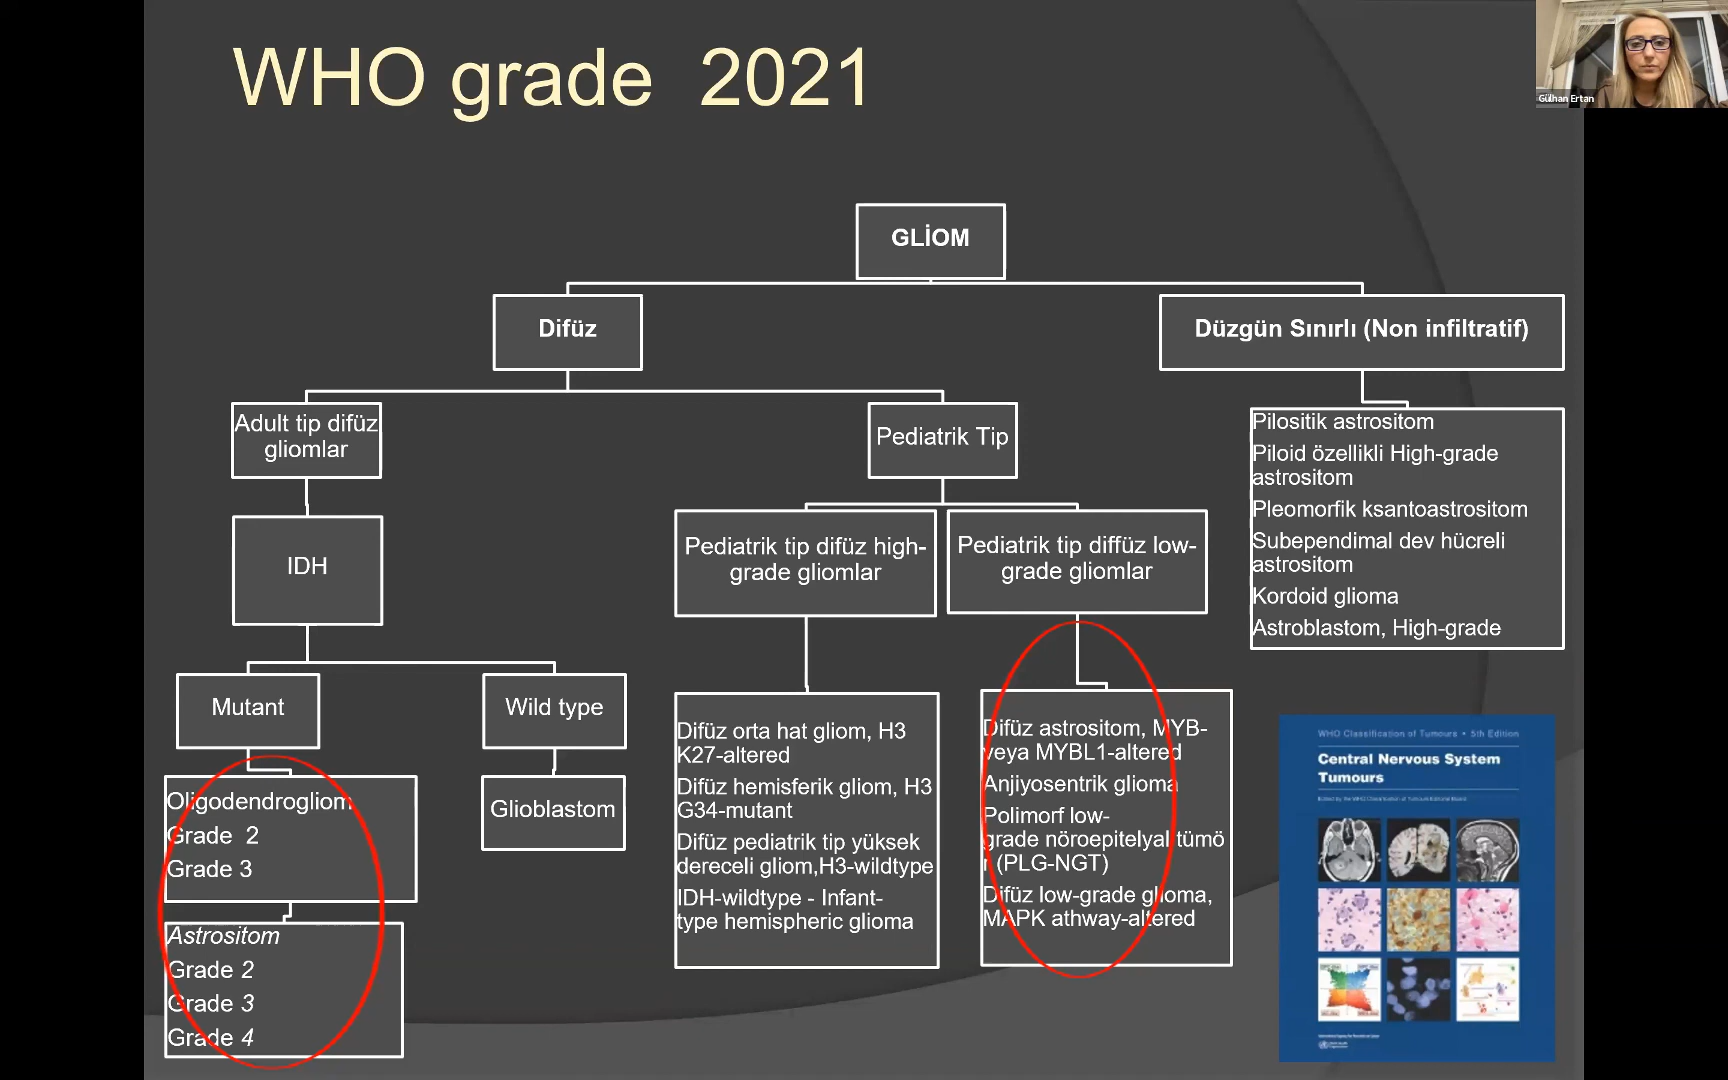 WHO grade 2021
Gülhan Ertan
GLİOM
Difüz
Düzgün Sınırlı (Non infiltratif)
Adult tip difüz
gliomlar
Pediatrik Tip
Pilositik astrositom
Piloid özellikli High-grade
astrositom
Pleomorfik ksantoastrositom
Subependimal dev hücreli
astrositom
Kordoid glioma
Astroblastom, High-grade
IDH
Pediatrik tip difüz high-
grade gliomlar
Pediatrik tip diffüz low-
grade gliomlar
Mutant
Wild type
Oligodendrogliom
Grade 2
Grade 3
Glioblastom
Astrositom
Grade 2
Grade 3
Grade 4
Difüz orta hat gliom, H3
K27-altered
Difüz hemisferik gliom, H3
G34-mutant
Difüz pediatrik tip yüksek
dereceli gliom,H3-wildtype
IDH-wildtype - Infant-
type hemispheric glioma
Difüz astrositom, MYB-
veya MYBL1-altered
Anjiyosentrik glioma
Polimorf low-
grade nöroepitelyal tümö
r (PLG-NGT)
Difüz low-grade glioma,
MAPK athway-altered
WHO Classification of Tumours • 5th Edition
Central Nervous System
Tumours